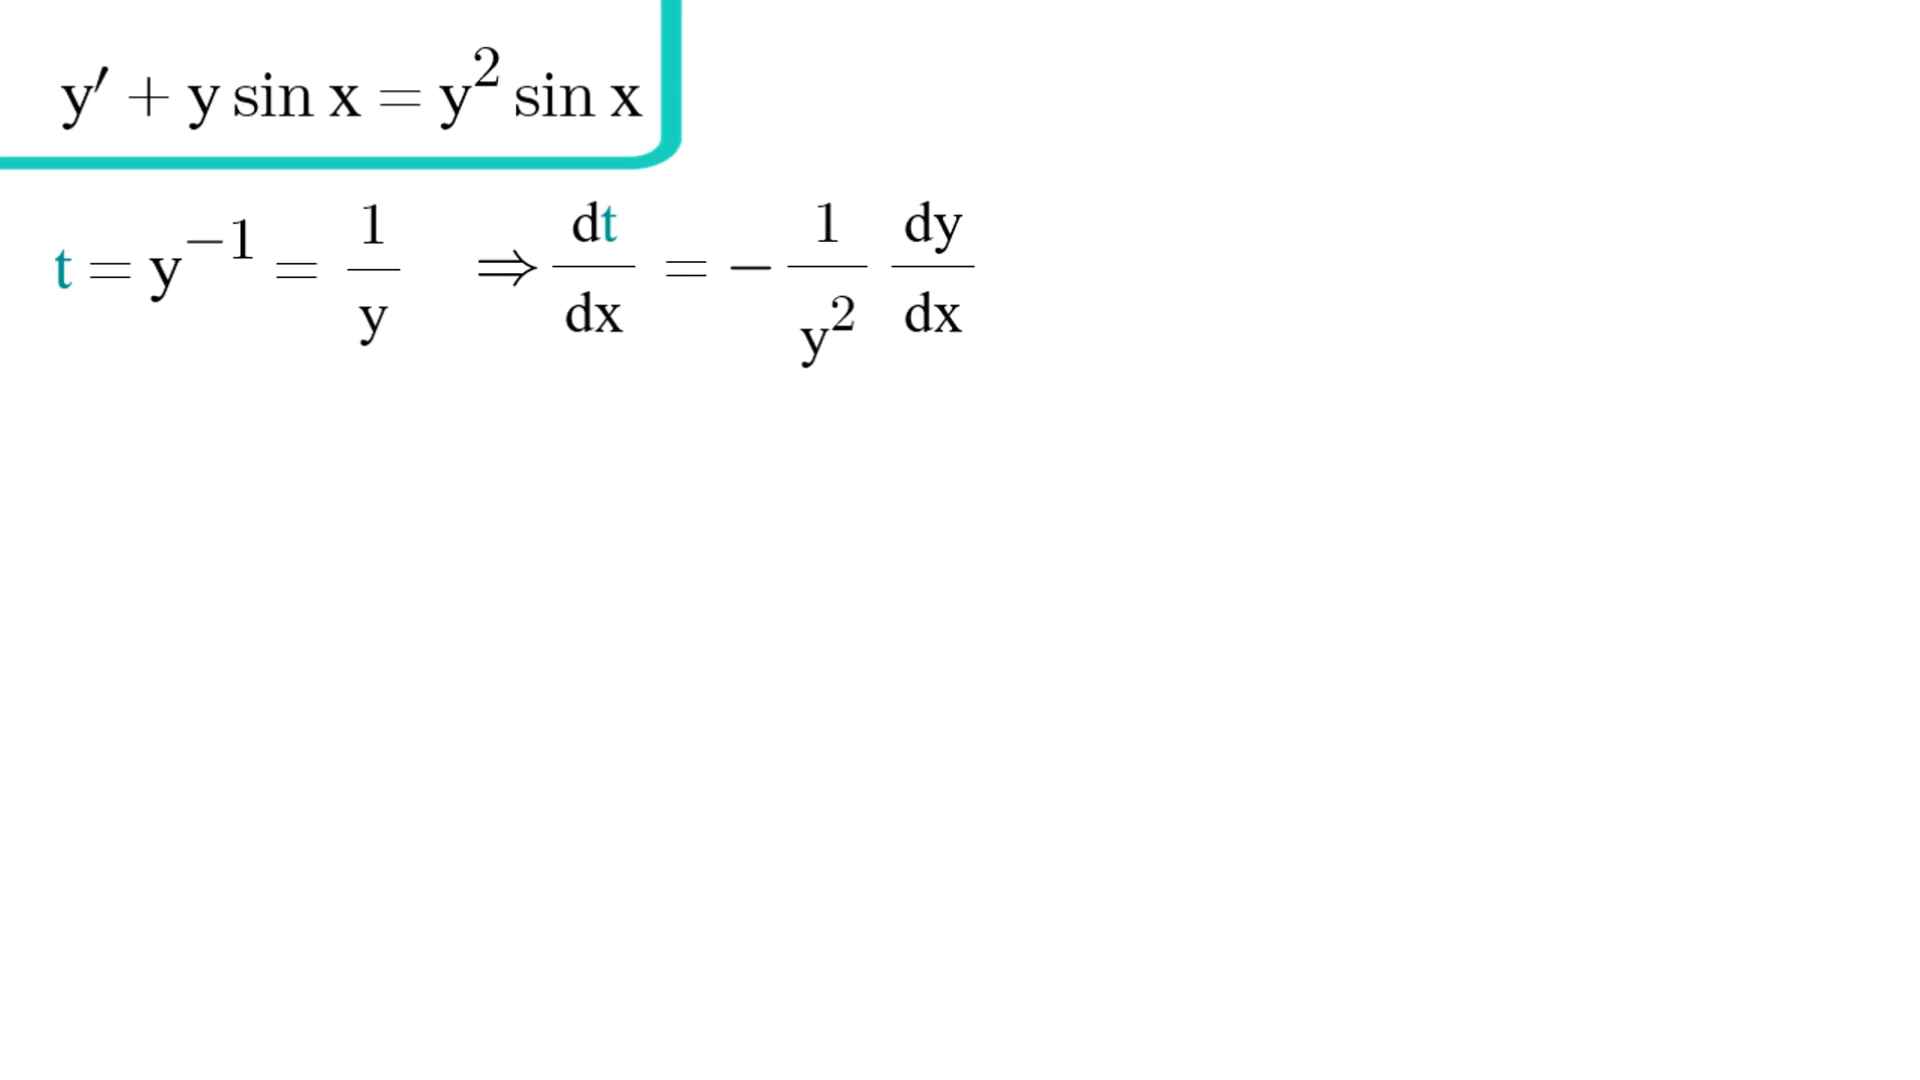 y′ + y sin x = y² sin x
t = y⁻¹ = 1/y ⇒ dt/dx = − 1/y² dy/dx